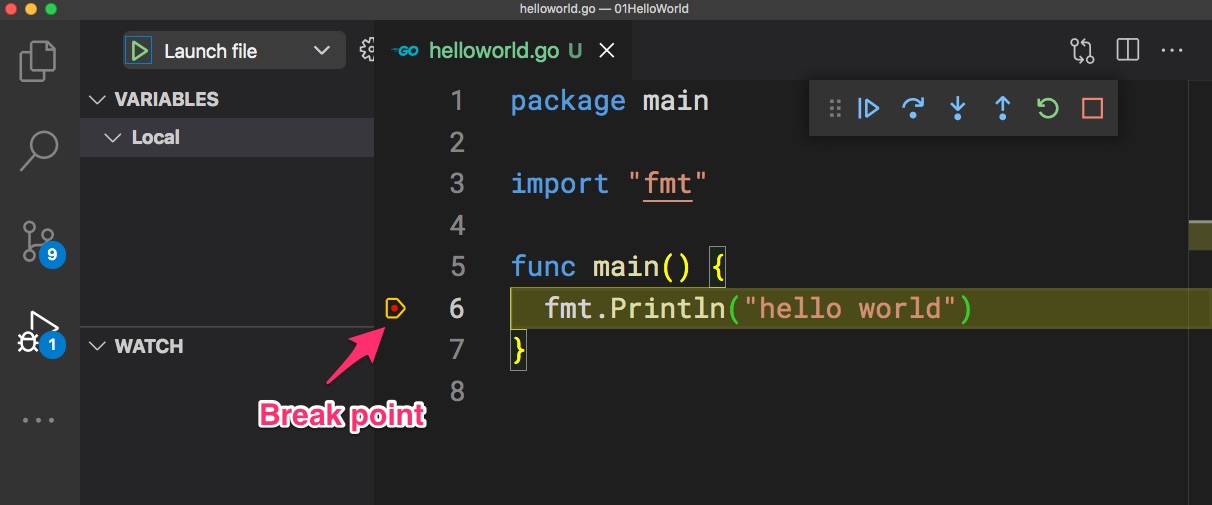 helloworld.go — 01HelloWorld
Launch file
GO helloworld.go U
VARIABLES
Local
1 package main
2
3 import "fmt"
4
5 func main() {
9
6 fmt.Println("hello world")
1
WATCH
7 }
Break point
8